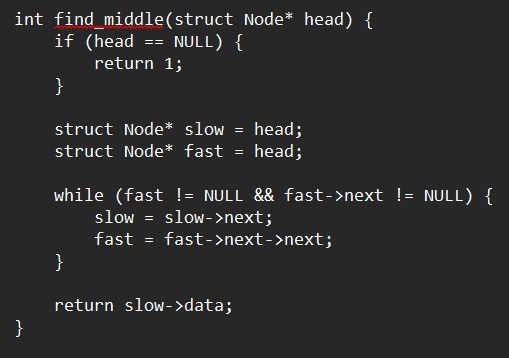 int find_middle(struct Node* head) {
    if (head == NULL) {
        return 1;
    }
    struct Node* slow = head;
    struct Node* fast = head;
    while (fast != NULL && fast->next != NULL) {
        slow = slow->next;
        fast = fast->next->next;
    }
    return slow->data;
}